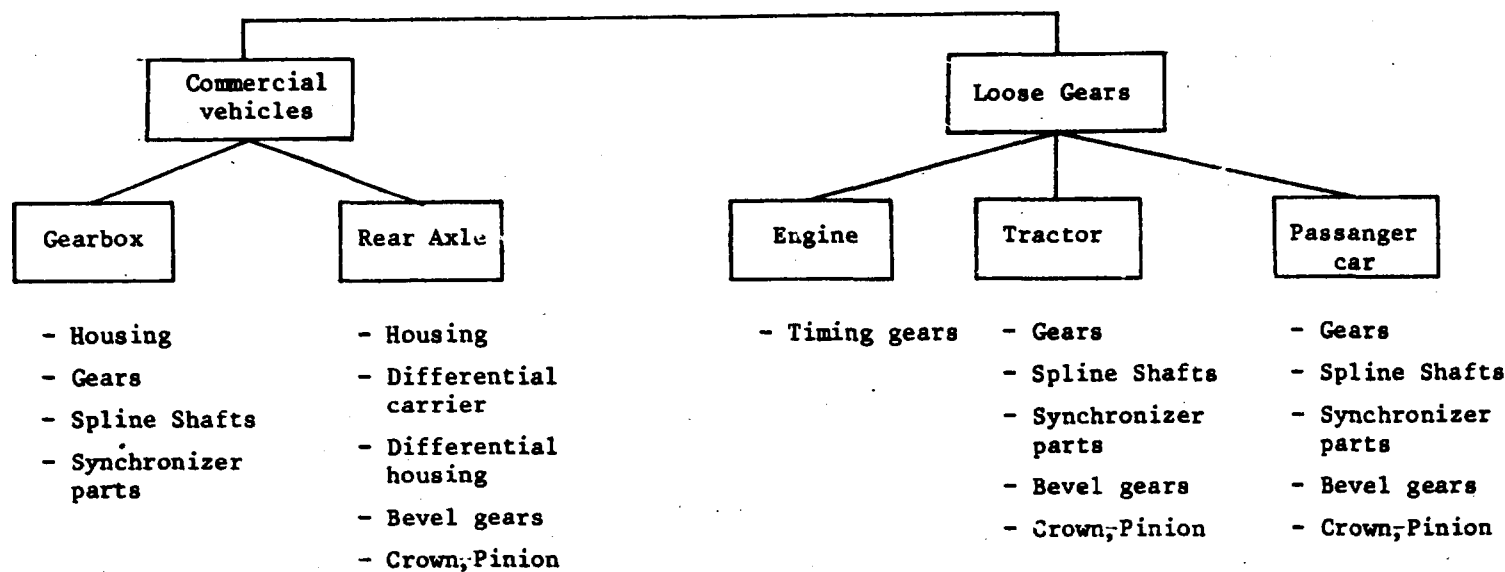 Commercial
vehicles
Loose Gears
Gearbox
Rear Axle
Engine
Tractor
Passanger
car
- Housing
- Gears
- Spline Shafts
- Synchronizer
parts
- Housing
- Differential
carrier
- Differential
housing
- Bevel gears
- Crown,-Pinion
- Timing gears
- Gears
- Spline Shafts
- Synchronizer
parts
- Bevel gears
- Crown,-Pinion
- Gears
- Spline Shafts
- Synchronizer
parts
- Bevel gears
- Crown,-Pinion